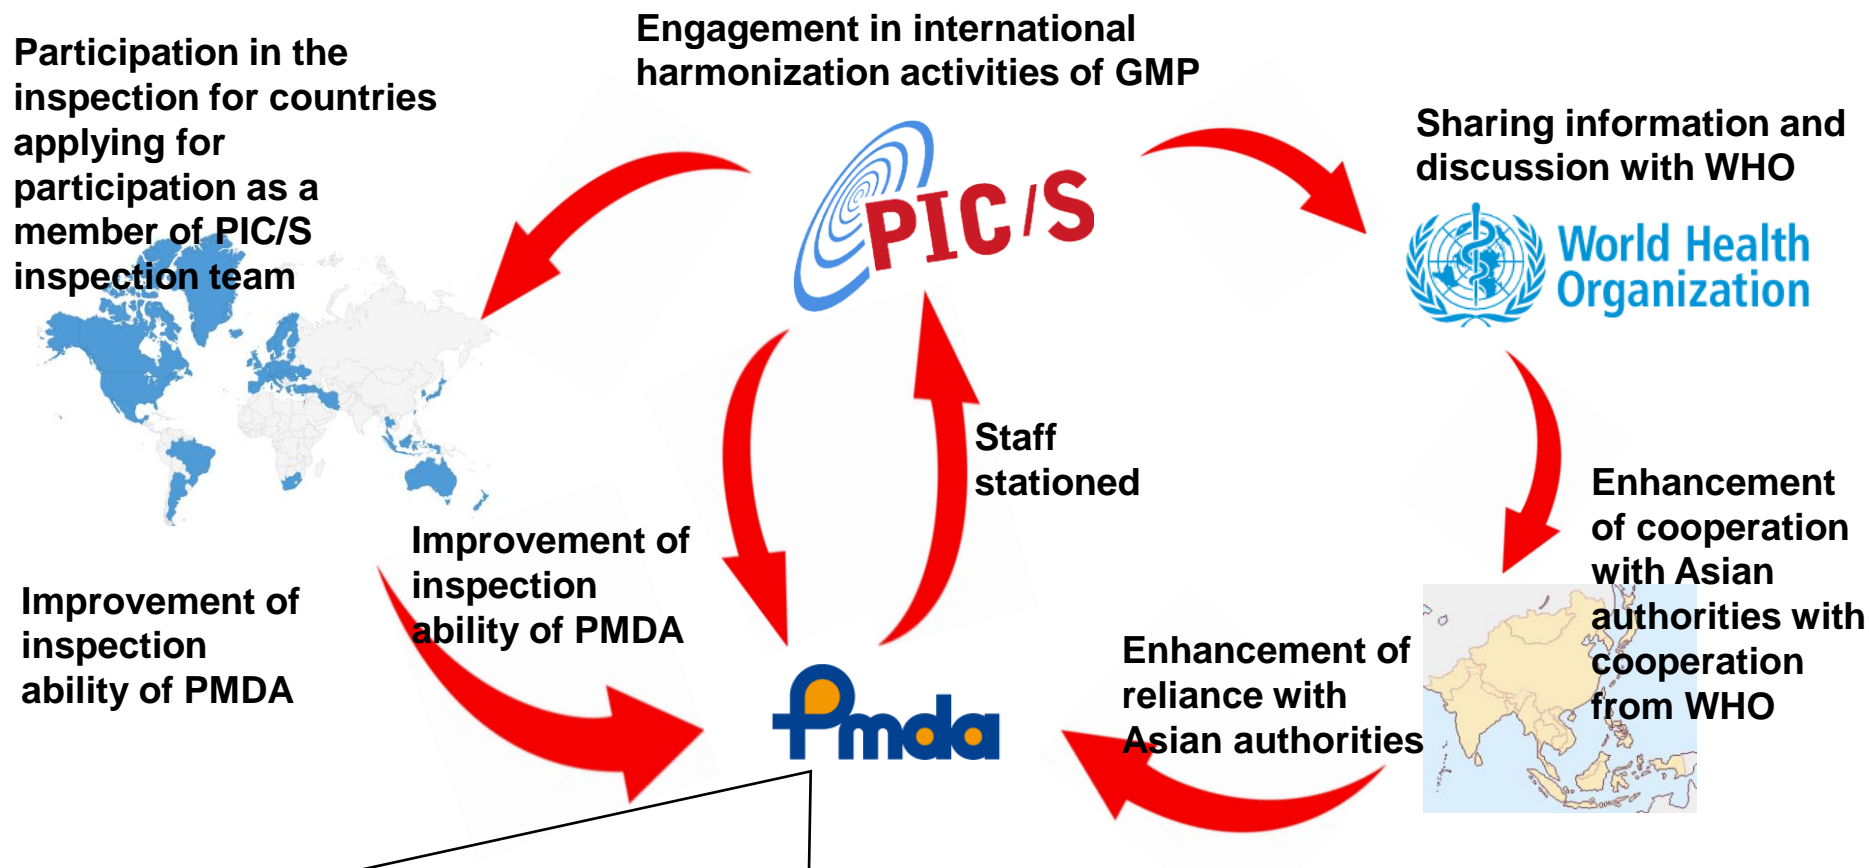 Participation in the
inspection for countries
applying for
participation as a
member of PIC/S
inspection team
Engagement in international
harmonization activities of GMP
PIC/S
Sharing information and
discussion with WHO
World Health
Organization
Staff
stationed
Improvement of
inspection
ability of PMDA
Improvement of
inspection
ability of PMDA
Pmda
Enhancement of
reliance with
Asian authorities
Enhancement
of cooperation
with Asian
authorities with
cooperation
from WHO